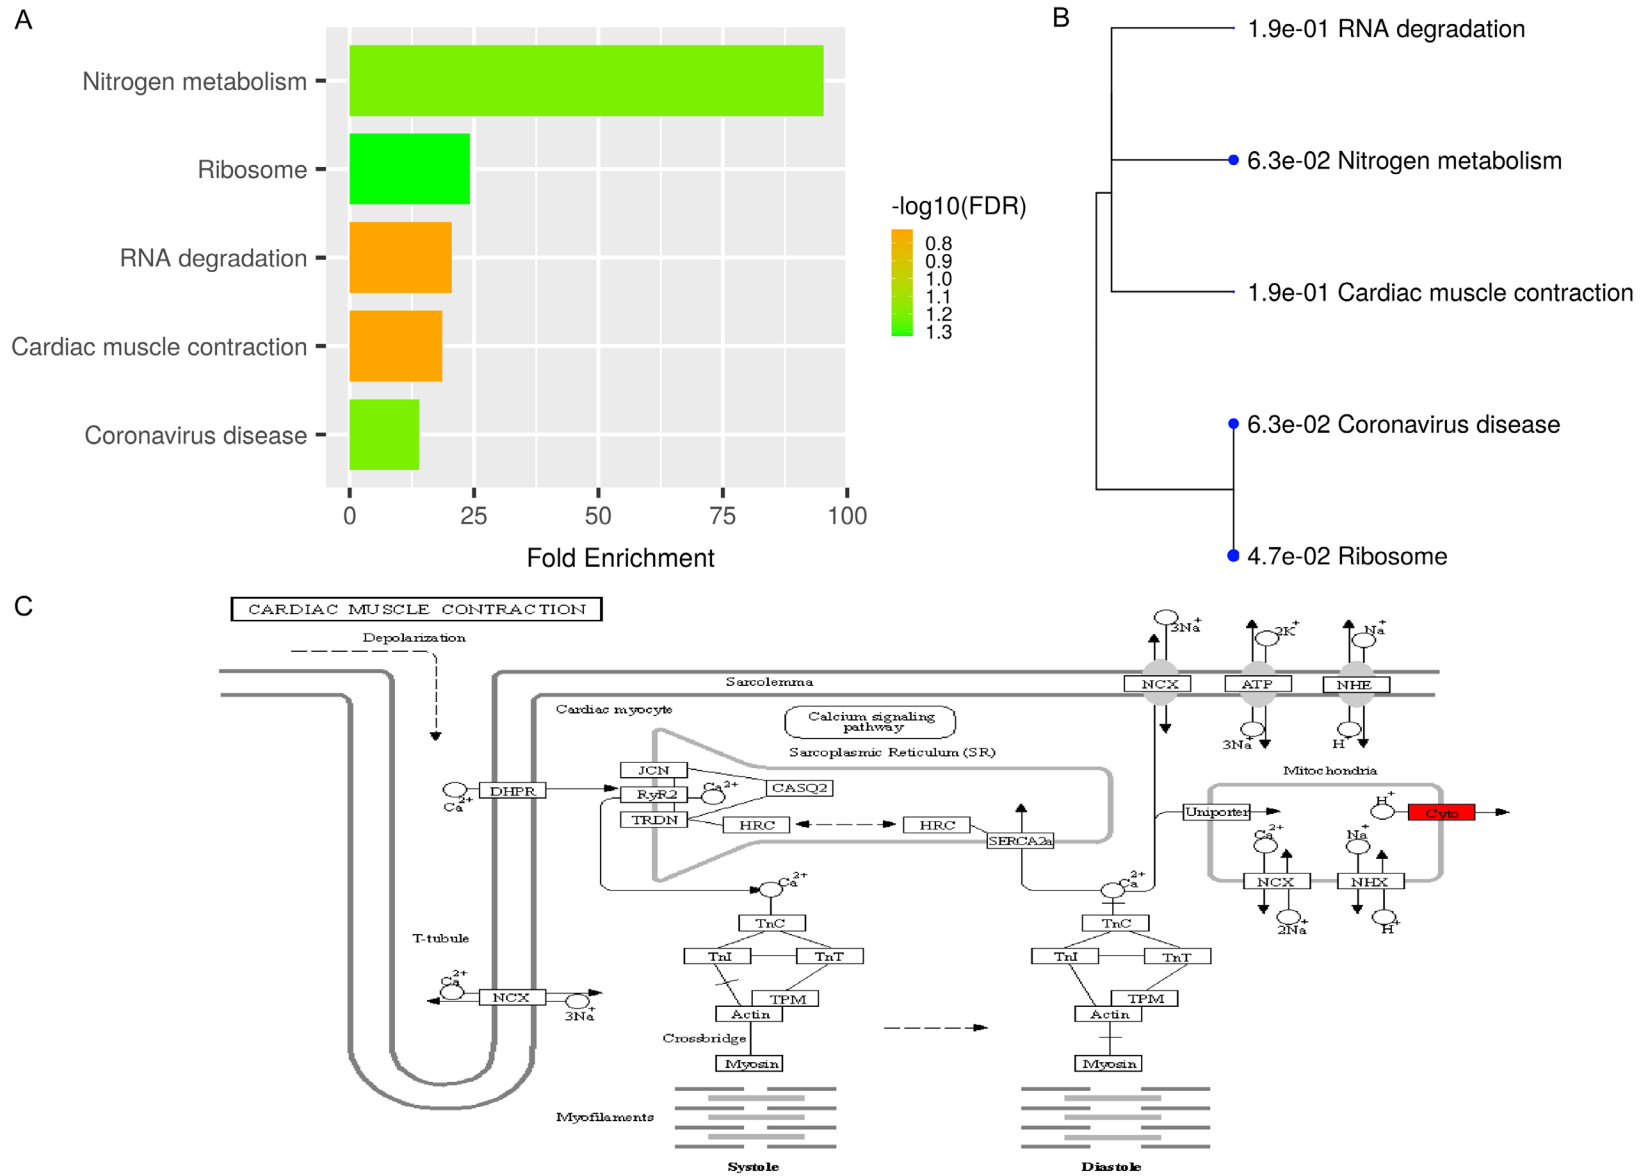 A
Nitrogen metabolism
Ribosome
RNA degradation
Cardiac muscle contraction
Coronavirus disease
0 25 50 75 100
Fold Enrichment
-log10(FDR)
0.8
0.9
1.0
1.1
1.2
1.3
B
1.9e-01 RNA degradation
6.3e-02 Nitrogen metabolism
1.9e-01 Cardiac muscle contraction
6.3e-02 Coronavirus disease
4.7e-02 Ribosome
C
CARDIAC MUSCLE CONTRACTION
Depolarization
Sarcolemma
Cardiac myocyte
Calcium signaling
pathway
Sarcoplasmic Reticulum (SR)
3Na+
2K+
Na+
NCX
ATP
NHE
3Na+
H+
Mitochondria
JCN
RyR2
TRDN
Ca2+
CASQ2
HRC
HRC
SERCA2a
Ca2+
DHPR
Uniporter
H+
Cyto
Ca2+
Na+
NCX
NHX
2Na+
H+
Ca2+
Ca2+
TnC
TnC
TnI
TnT
TnI
TnT
TPM
TPM
Actin
Actin
T-tubule
Ca2+
NCX
3Na+
Crossbridge
Myosin
Myosin
Myofilaments
Systole
Diastole